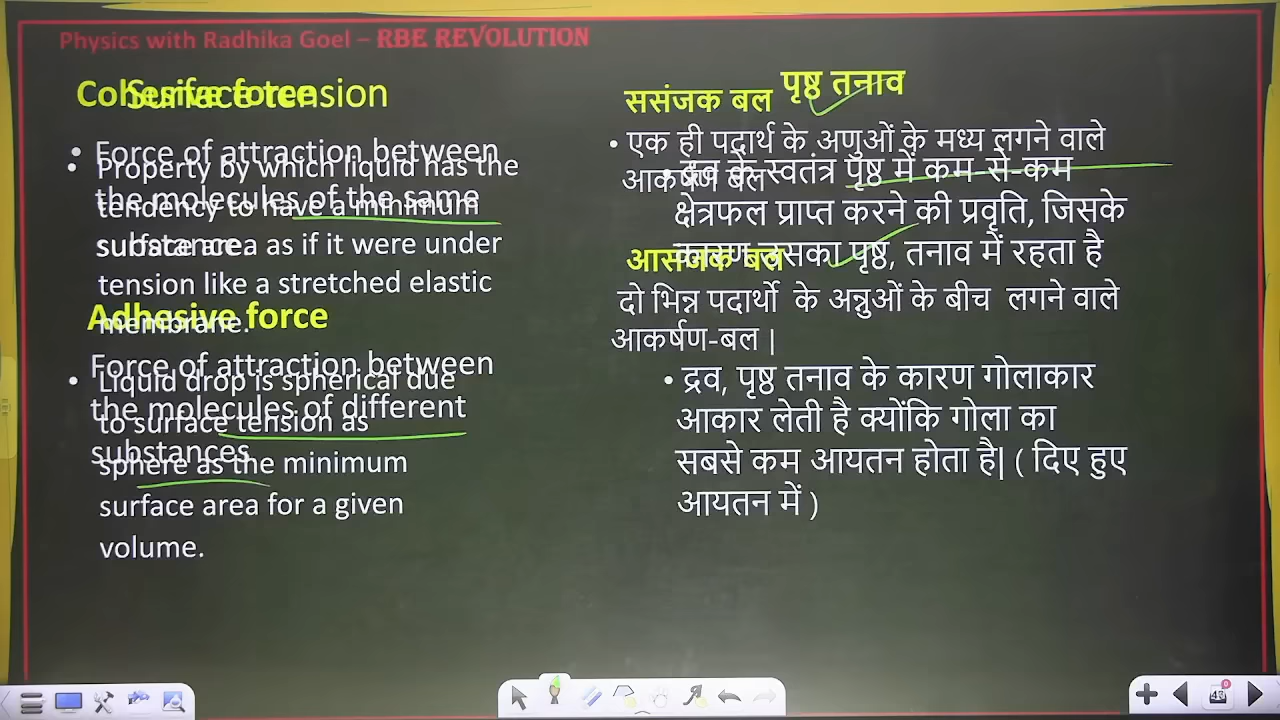 Physics with Radhika Goel – RBE REVOLUTION
Cohesive force
• Force of attraction between
the molecules of the same
substance.
Adhesive force
Force of attraction between
the molecules of different
substances
Surface tension
• Property by which liquid has the
tendency to have a minimum
surface area as if it were under
tension like a stretched elastic
membrane.
• Liquid drop is spherical due
to surface tension as
sphere as the minimum
surface area for a given
volume.
ससंजक बल
• एक ही पदार्थ के अणुओं के मध्य लगने वाले
आकर्षण बल
आसंजक बल
दो भिन्न पदार्थो के अन्नुओं के बीच लगने वाले
आकर्षण-बल |
पृष्ठ तनाव
• द्रव के स्वतंत्र पृष्ठ में कम-से-कम
क्षेत्रफल प्राप्त करने की प्रवृति, जिसके
कारण उसका पृष्ठ, तनाव में रहता है
• द्रव, पृष्ठ तनाव के कारण गोलाकार
आकार लेती है क्योंकि गोला का
सबसे कम आयतन होता है| ( दिए हुए
आयतन में )
43
0